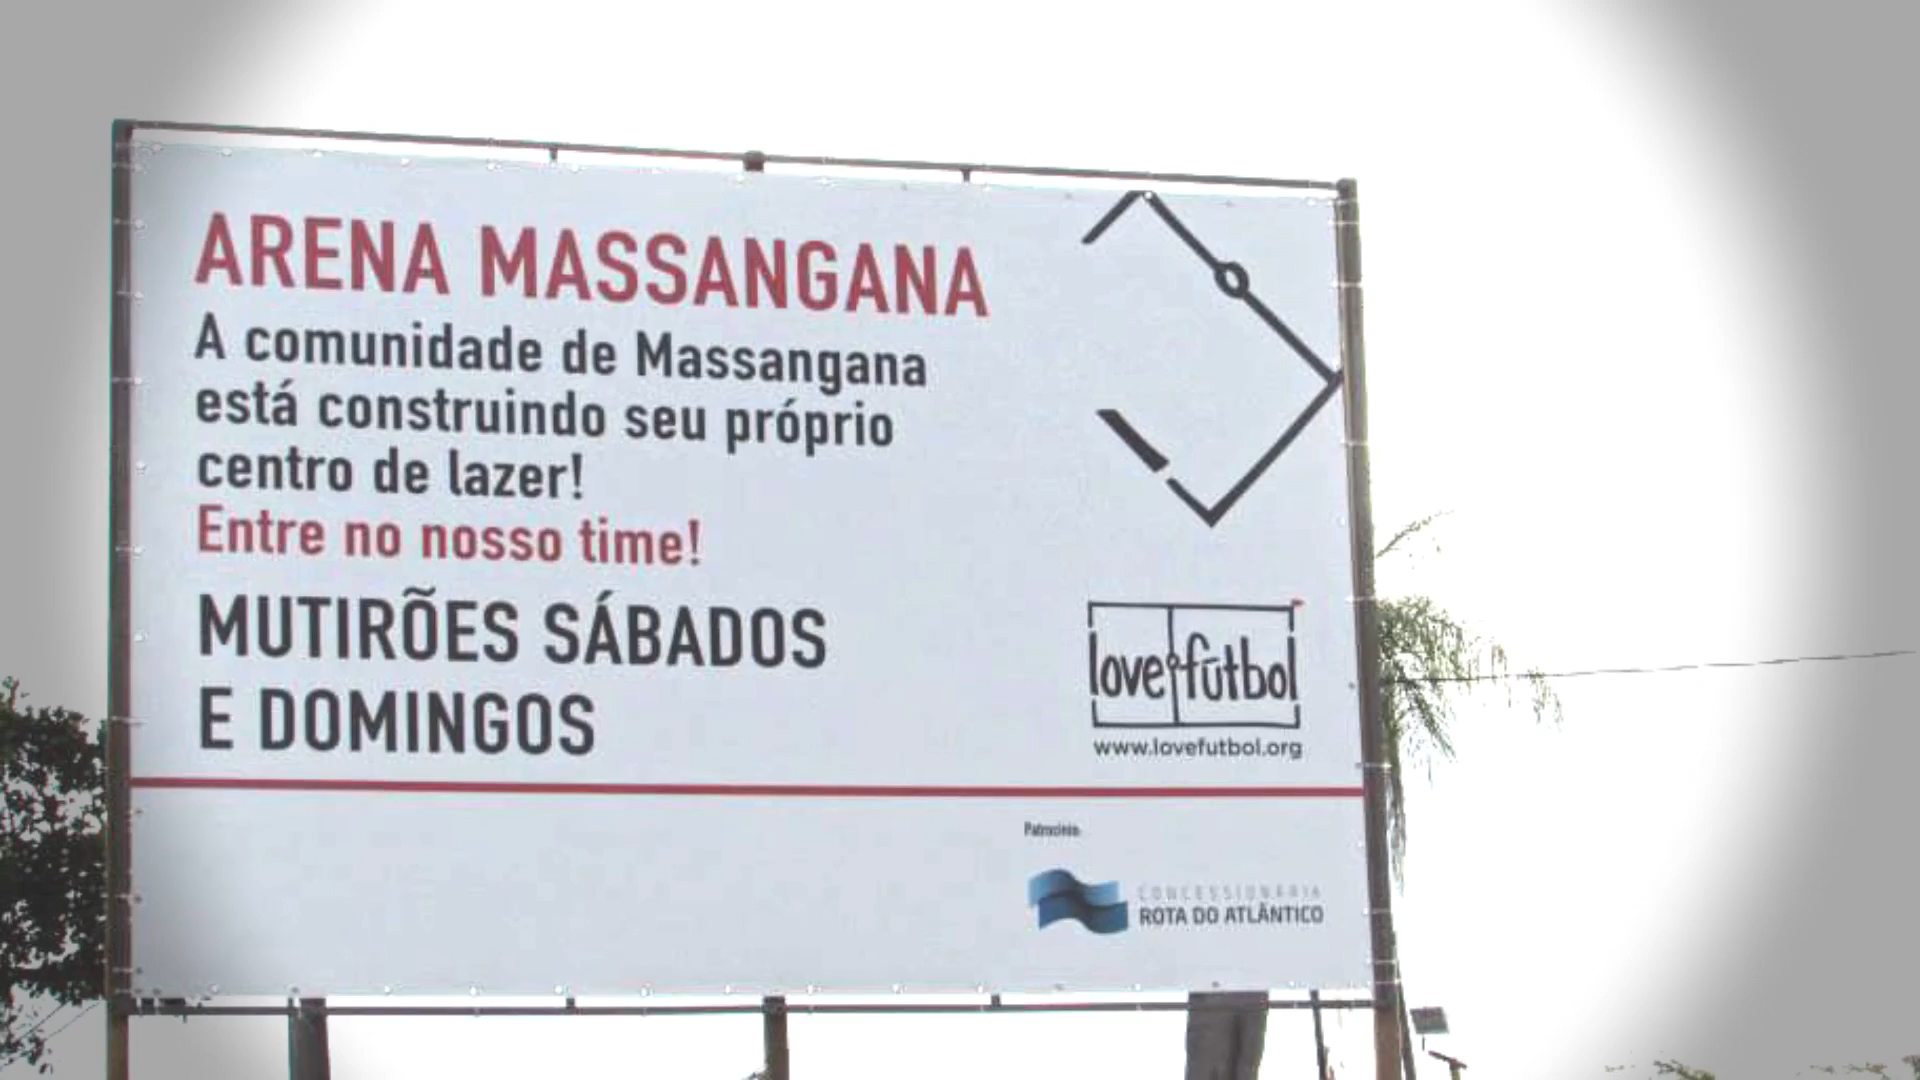 ARENA MASSANGANA
A comunidade de Massangana
está construindo seu próprio
centro de lazer!
Entre no nosso time!
MUTIRÕES SÁBADOS
E DOMINGOS
love fútbol
www.lovefutbol.org
Patrocínio:
CONCESSIONÁRIA
ROTA DO ATLÂNTICO